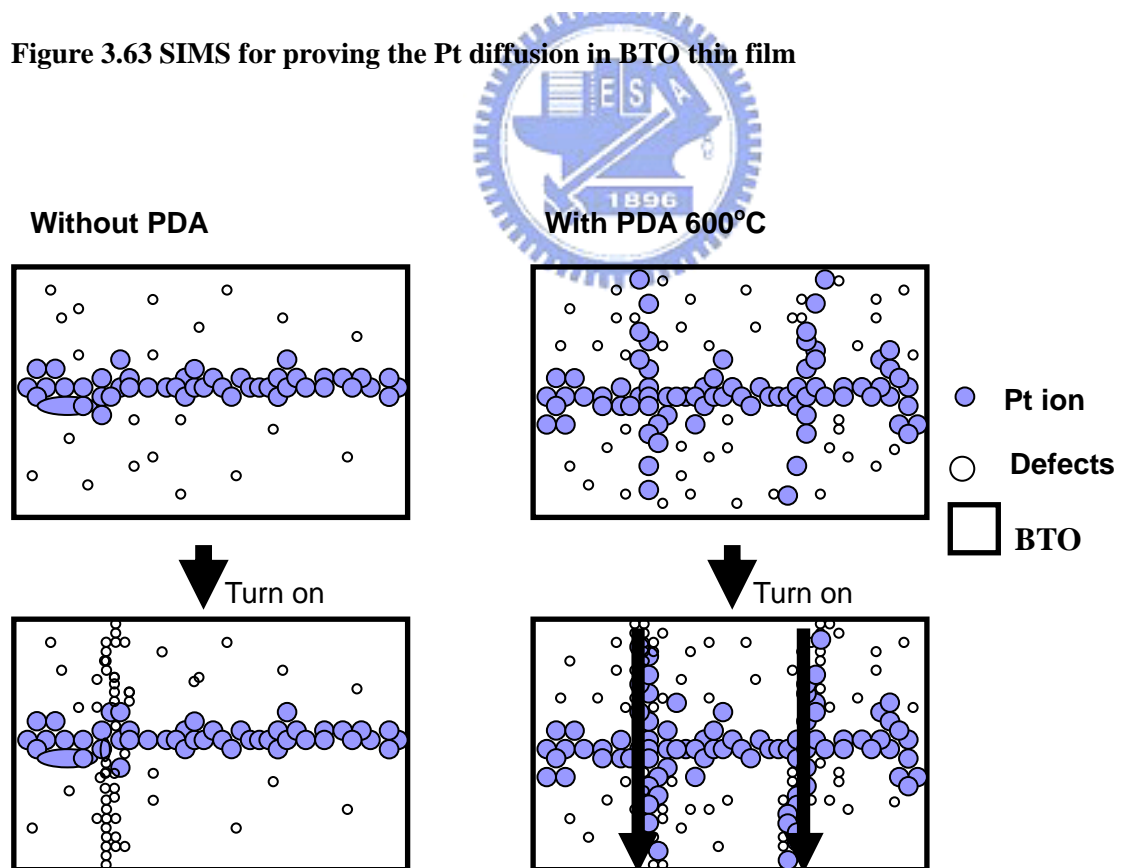 Figure 3.63 SIMS for proving the Pt diffusion in BTO thin film
E S A
1896
Without PDA
With PDA 600°C
Pt ion
Defects
BTO
Turn on
Turn on